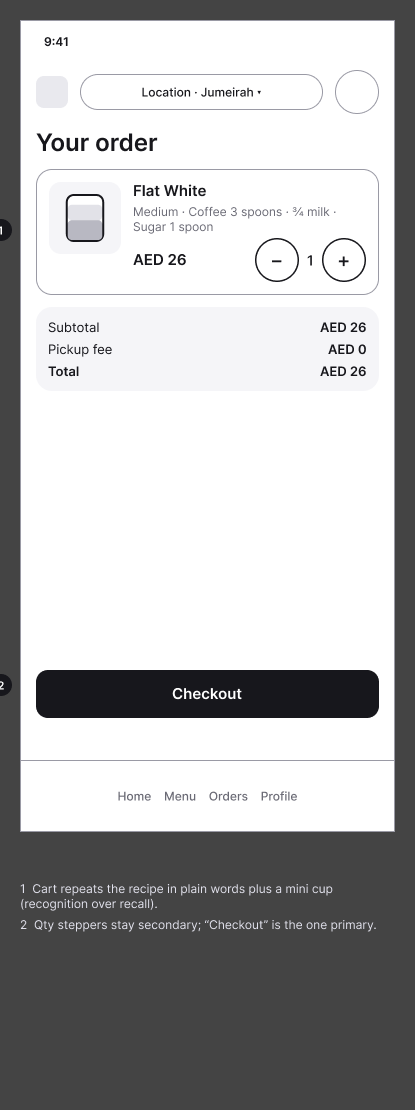 9:41
Location · Jumeirah ▾
Your order
1
Flat White
Medium · Coffee 3 spoons · ¾ milk ·
Sugar 1 spoon
AED 26
− 1 +
Subtotal AED 26
Pickup fee AED 0
Total AED 26
2
Checkout
Home Menu Orders Profile
1 Cart repeats the recipe in plain words plus a mini cup
(recognition over recall).
2 Qty steppers stay secondary; “Checkout” is the one primary.